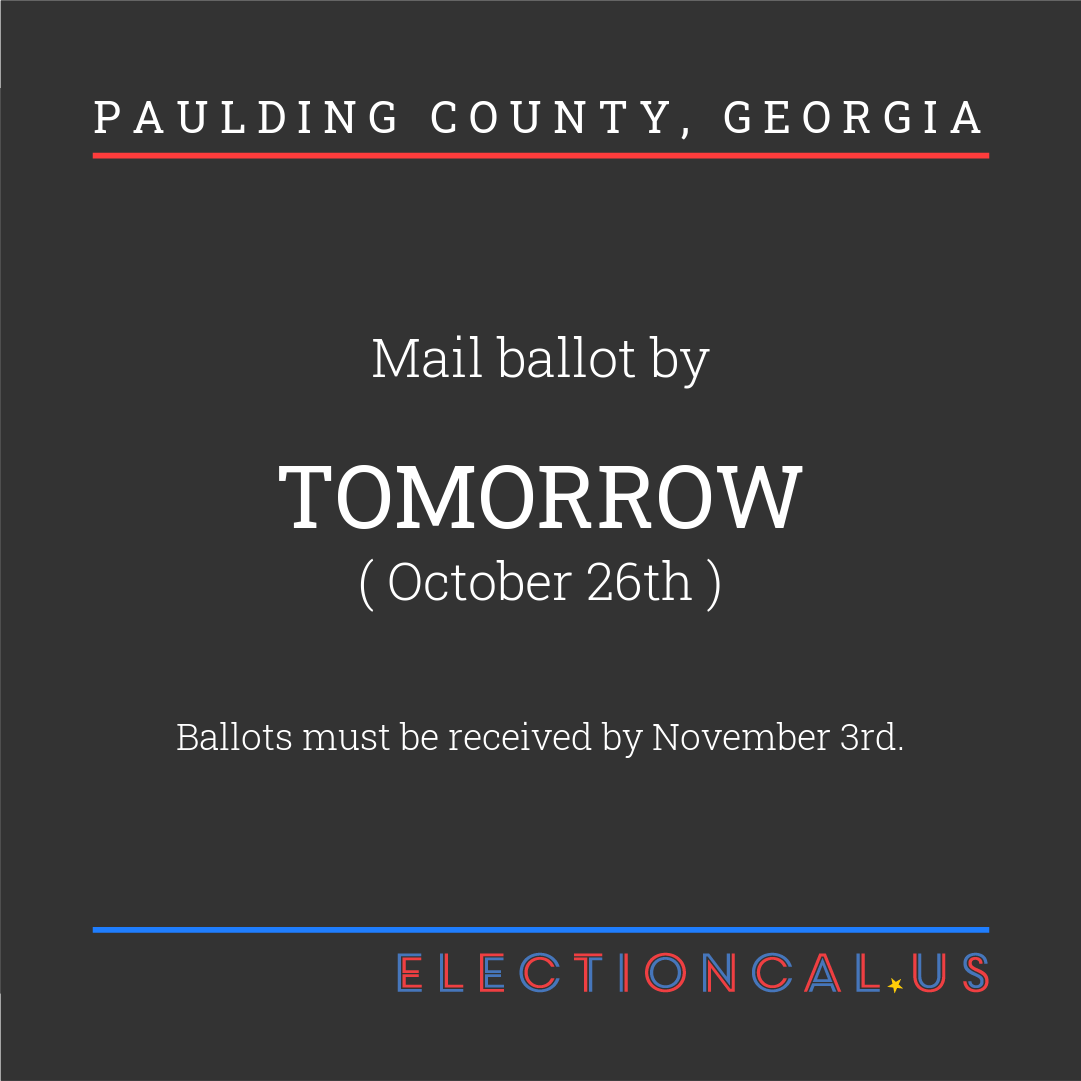 PAULDING COUNTY, GEORGIA
Mail ballot by
TOMORROW
( October 26th )
Ballots must be received by November 3rd.
ELECTIONCAL.US